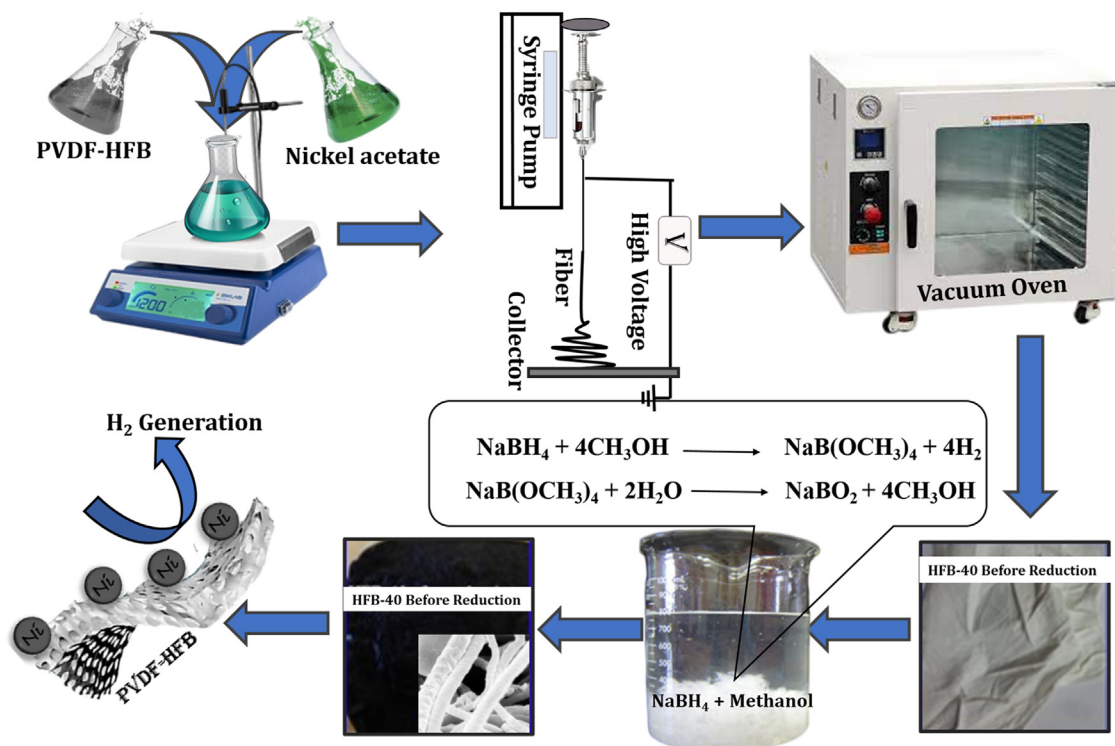 PVDF-HFB
Nickel acetate
1200
Syringe Pump
Fiber
High Voltage
V
Collector
Vacuum Oven
H₂ Generation
NaBH₄ + 4CH₃OH → NaB(OCH₃)₄ + 4H₂
NaB(OCH₃)₄ + 2H₂O → NaBO₂ + 4CH₃OH
Ni
Ni
Ni
Ni
PVDF-HFB
HFB-40 Before Reduction
NaBH₄ + Methanol
HFB-40 Before Reduction